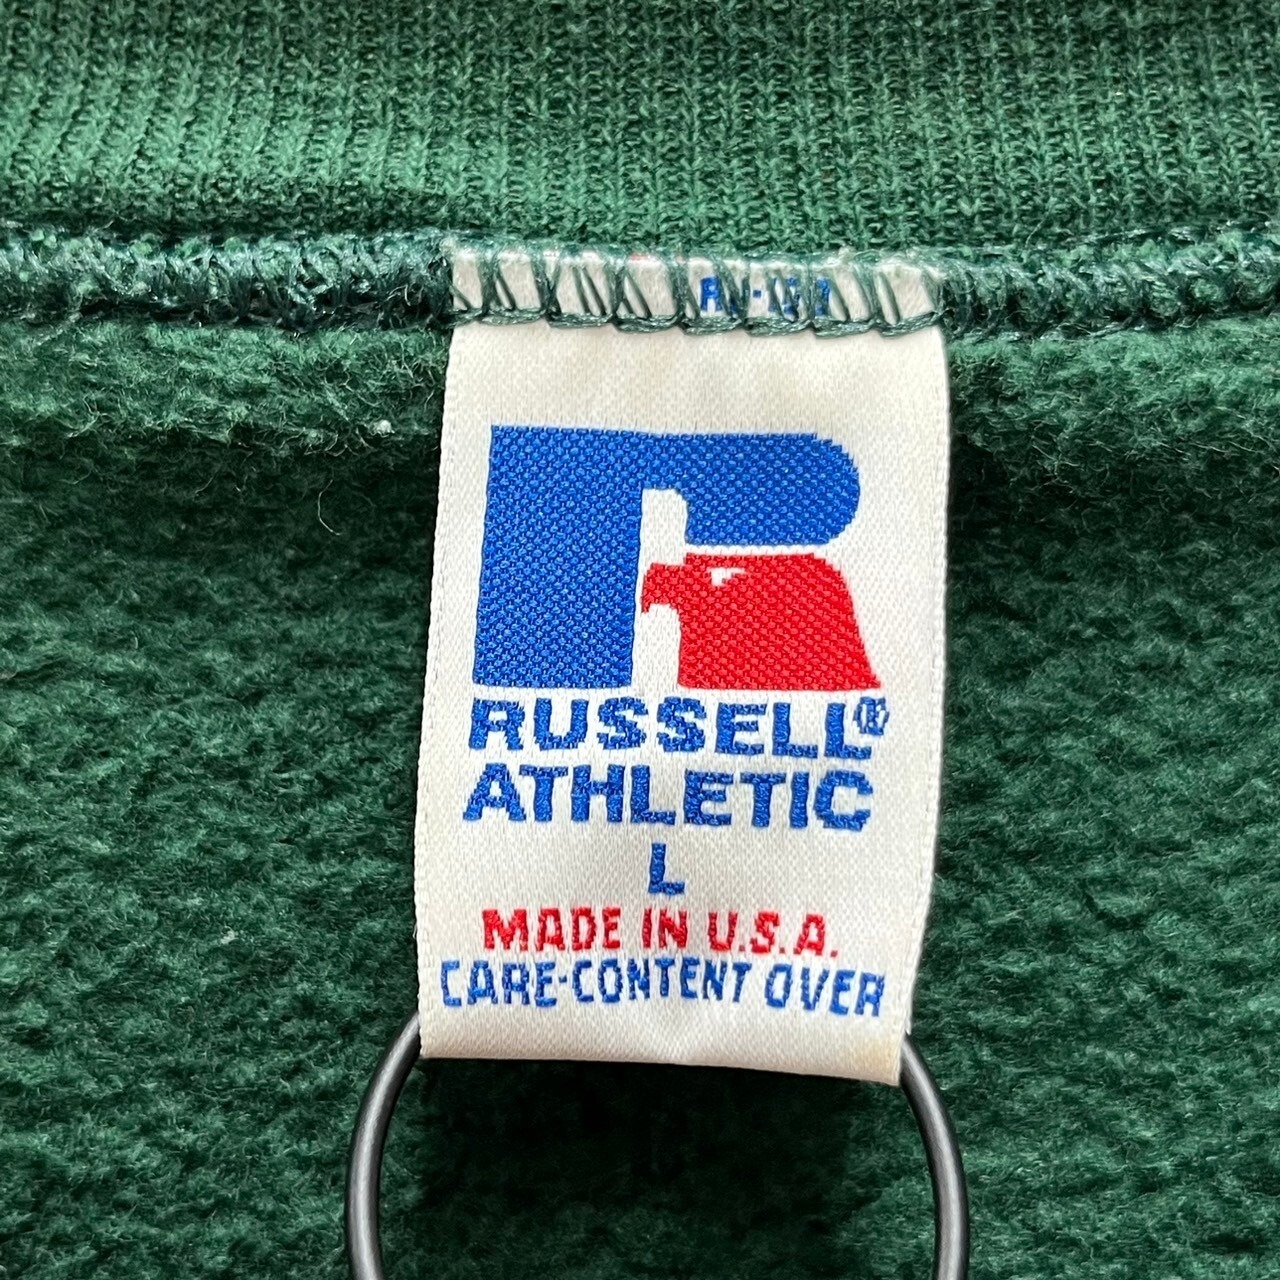 RUSSELL®
ATHLETIC
L
MADE IN U.S.A.
CARE-CONTENT OVER